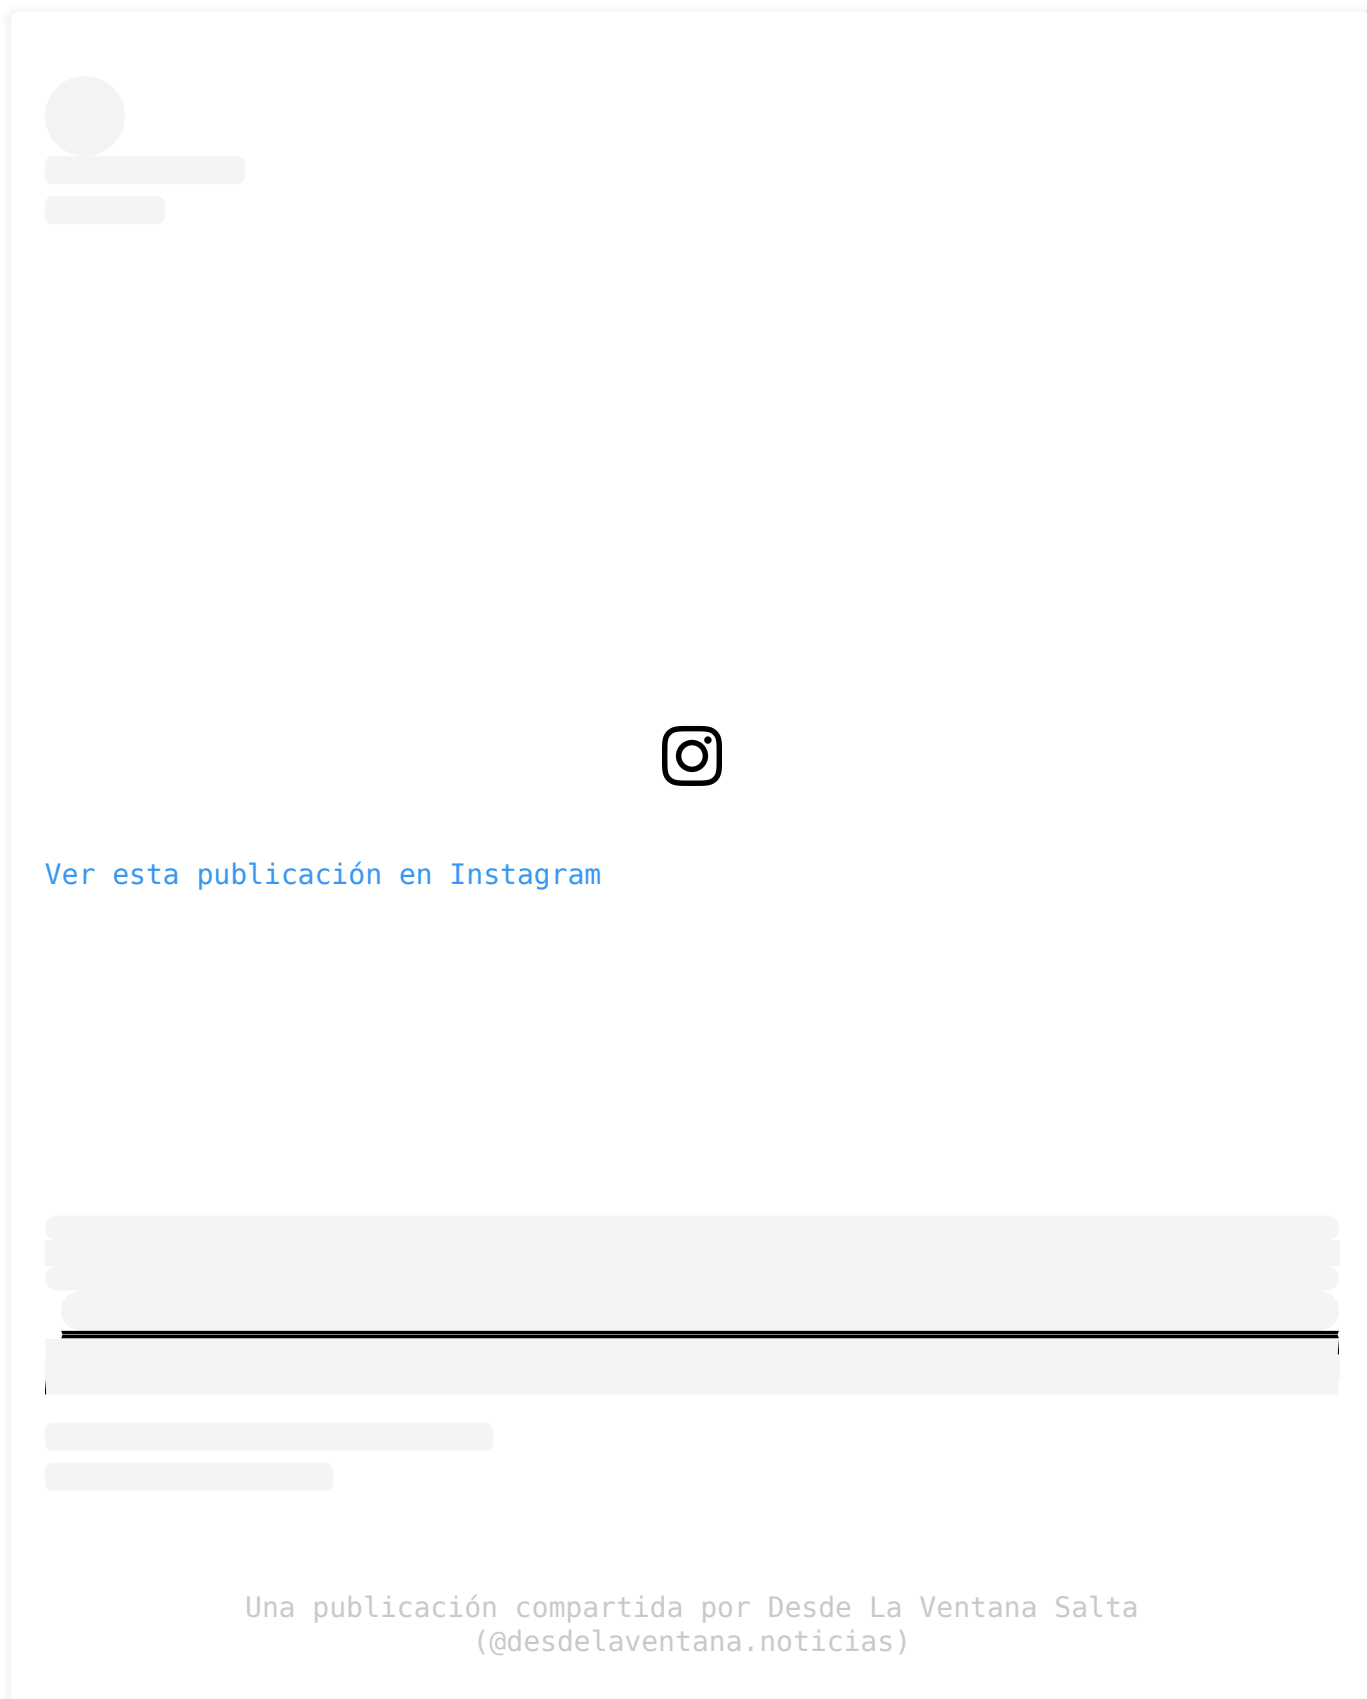 Ver esta publicación en Instagram
Una publicación compartida por Desde La Ventana Salta
(@desdelaventana.noticias)